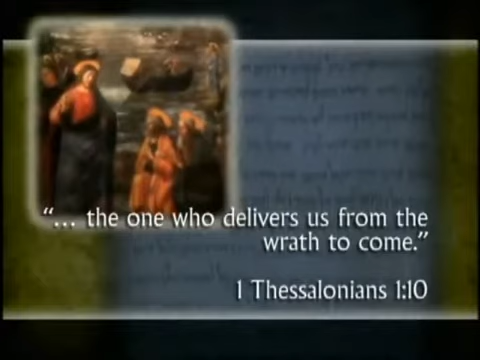 “... the one who delivers us from the
wrath to come.”
1 Thessalonians 1:10